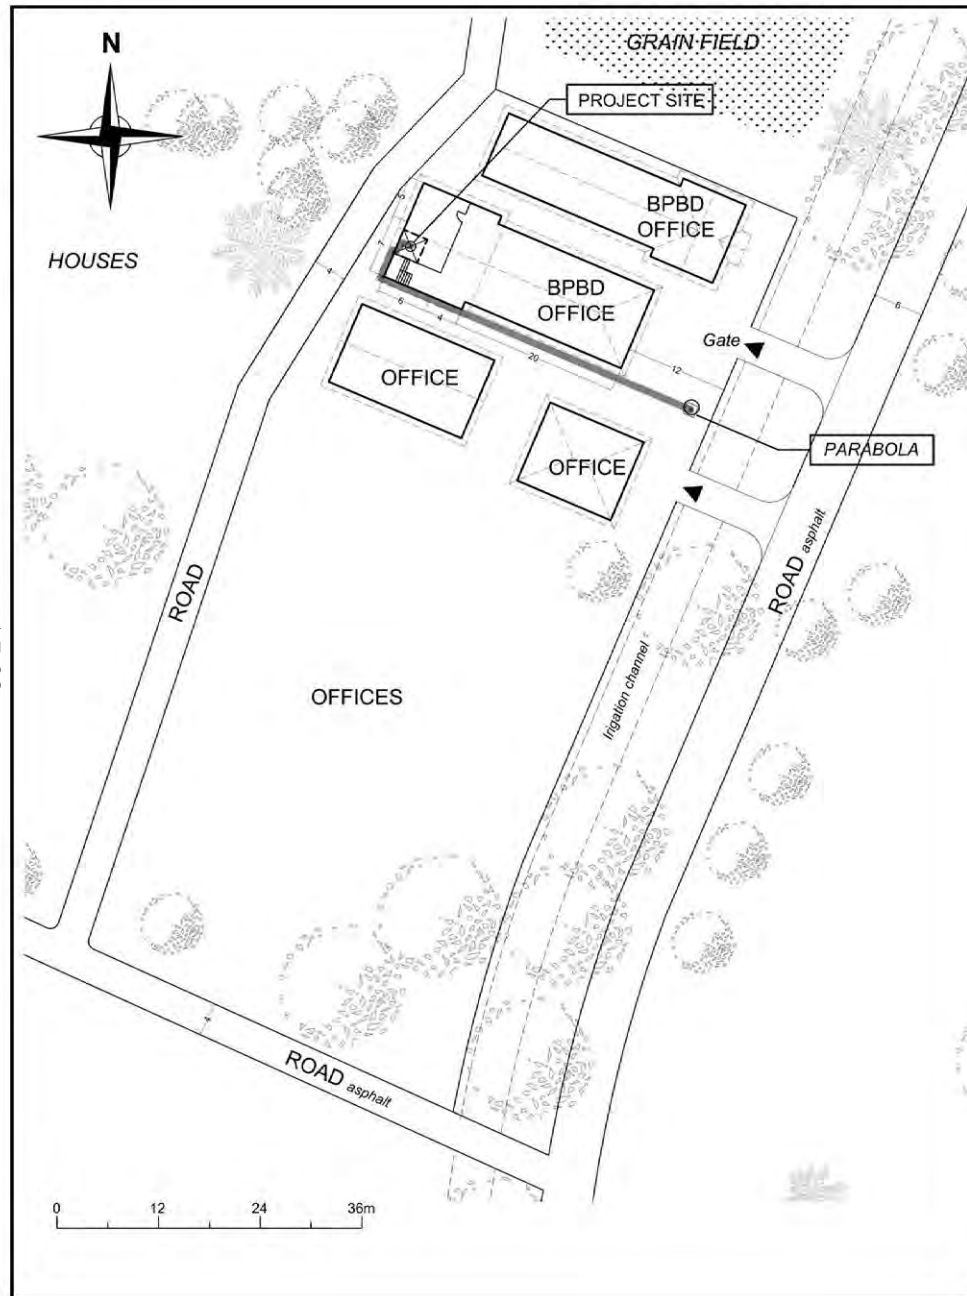 N
GRAIN FIELD
PROJECT SITE
BPBD
OFFICE
5
HOUSES
7
4
BPBD
OFFICE
6
6
4
20
Gate
12
OFFICE
OFFICE
PARABOLA
ROAD
ROAD asphalt
Irigation channel
OFFICES
4
ROAD asphalt
0 12 24 36m